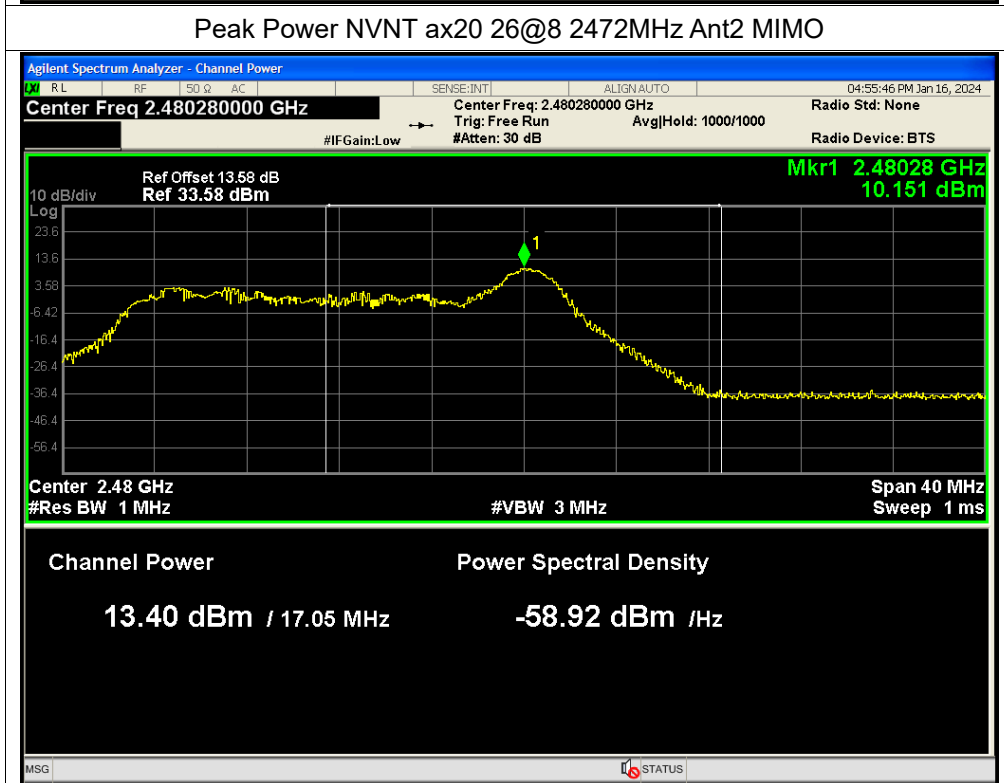 Peak Power NVNT ax20 26@8 2472MHz Ant2 MIMO
Agilent Spectrum Analyzer - Channel Power
LXI RL RF 50 Ω AC SENSE:INT ALIGNAUTO 04:55:46 PM Jan 16, 2024
Center Freq 2.480280000 GHz Center Freq: 2.480280000 GHz Radio Std: None
Trig: Free Run Avg|Hold: 1000/1000
#IFGain:Low #Atten: 30 dB Radio Device: BTS
Mkr1 2.48028 GHz
Ref Offset 13.58 dB
10 dB/div Ref 33.58 dBm 10.151 dBm
Log
23.6
1
13.6
3.58
-6.42
-16.4
-26.4
-36.4
-46.4
-56.4
Center 2.48 GHz Span 40 MHz
#Res BW 1 MHz #VBW 3 MHz Sweep 1 ms
Channel Power Power Spectral Density
13.40 dBm / 17.05 MHz -58.92 dBm /Hz
MSG STATUS